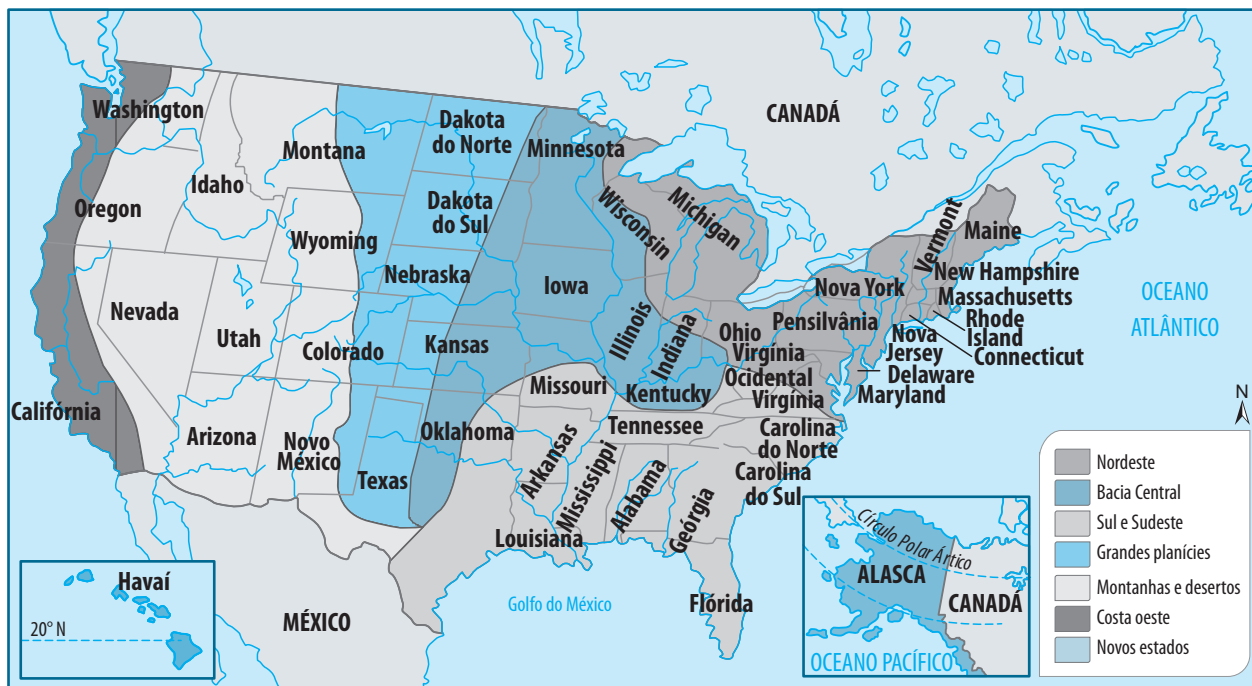 CANADÁ
Washington
Montana
Dakota
do Norte
Minnesota
Idaho
Oregon
Dakota
do Sul
Wyoming
Wisconsin
Michigan
Vermont
Maine
Nebraska
Iowa
Nova York
New Hampshire
Massachusetts
Rhode
Island
Connecticut
OCEANO
ATLÂNTICO
Nevada
Utah
Colorado
Kansas
Illinois
Indiana
Ohio
Pensilvânia
Nova
Jersey
Delaware
Maryland
Virgínia
Ocidental
Virgínia
Missouri
Kentucky
Califórnia
Arizona
Novo
México
Oklahoma
Arkansas
Tennessee
Carolina
do Norte
Carolina
do Sul
Texas
Mississippi
Alabama
Geórgia
Louisiana
Flórida
MÉXICO
Golfo do México
Havaí
20° N
Círculo Polar Ártico
ALASCA
CANADÁ
OCEANO PACÍFICO
N
Nordeste
Bacia Central
Sul e Sudeste
Grandes planícies
Montanhas e desertos
Costa oeste
Novos estados